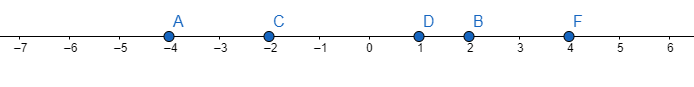 A C D B F
–7 –6 –5 –4 –3 –2 –1 0 1 2 3 4 5 6